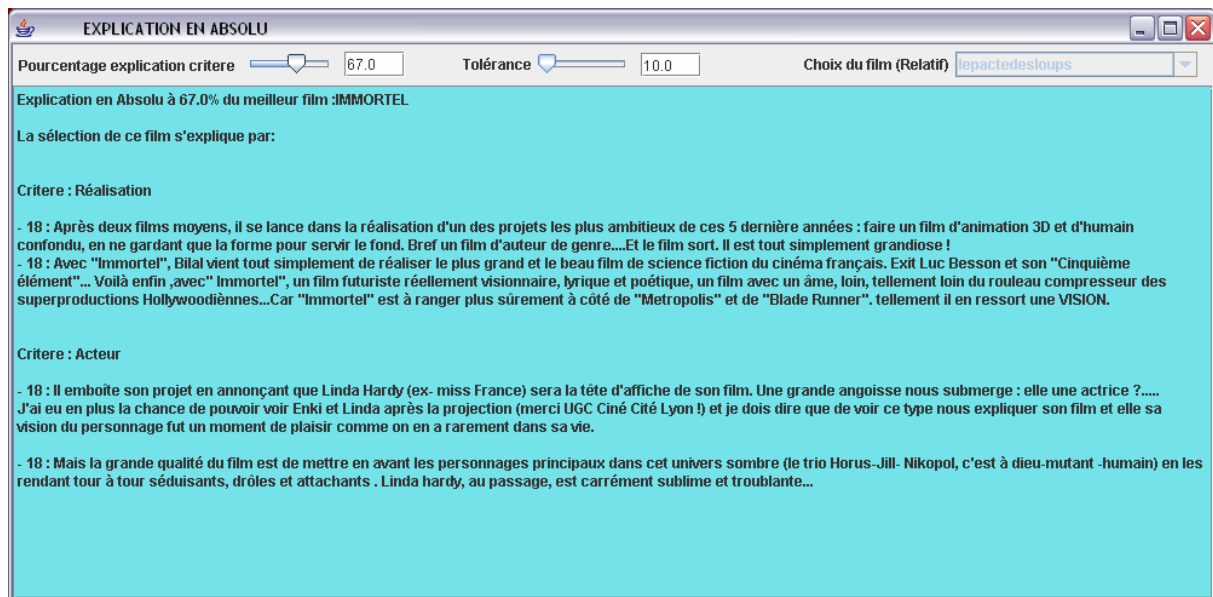 EXPLICATION EN ABSOLU
Pourcentage explication critere 67.0 Tolérance 10.0 Choix du film (Relatif) lepactedesloups
Explication en Absolu à 67.0% du meilleur film :IMMORTEL
La sélection de ce film s'explique par:
Critere : Réalisation
- 18 : Après deux films moyens, il se lance dans la réalisation d'un des projets les plus ambitieux de ces 5 dernière années : faire un film d'animation 3D et d'humain
confondu, en ne gardant que la forme pour servir le fond. Bref un film d'auteur de genre....Et le film sort. Il est tout simplement grandiose !
- 18 : Avec "Immortel", Bilal vient tout simplement de réaliser le plus grand et le beau film de science fiction du cinéma français. Exit Luc Besson et son "Cinquième
élément"... Voilà enfin ,avec" Immortel", un film futuriste réellement visionnaire, lyrique et poétique, un film avec un âme, loin, tellement loin du rouleau compresseur des
superproductions Hollywoodiènnes...Car "Immortel" est à ranger plus sûrement à côté de "Metropolis" et de "Blade Runner". tellement il en ressort une VISION.
Critere : Acteur
- 18 : Il emboîte son projet en annonçant que Linda Hardy (ex- miss France) sera la tête d'affiche de son film. Une grande angoisse nous submerge : elle une actrice ?.....
J'ai eu en plus la chance de pouvoir voir Enki et Linda après la projection (merci UGC Ciné Cité Lyon !) et je dois dire que de voir ce type nous expliquer son film et elle sa
vision du personnage fut un moment de plaisir comme on en a rarement dans sa vie.
- 18 : Mais la grande qualité du film est de mettre en avant les personnages principaux dans cet univers sombre (le trio Horus-Jill- Nikopol, c'est à dieu-mutant -humain) en les
rendant tour à tour séduisants, drôles et attachants . Linda hardy, au passage, est carrément sublime et troublante...